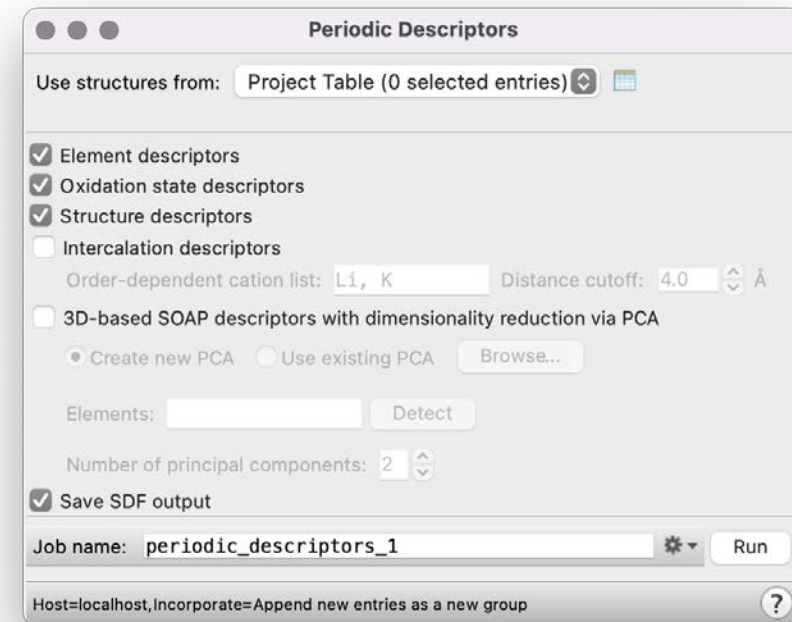 Periodic Descriptors
Use structures from: Project Table (0 selected entries)
Element descriptors
Oxidation state descriptors
Structure descriptors
Intercalation descriptors
Order-dependent cation list: Li, K Distance cutoff: 4.0 Å
3D-based SOAP descriptors with dimensionality reduction via PCA
Create new PCA Use existing PCA Browse...
Elements: Detect
Number of principal components: 2
Save SDF output
Job name: periodic_descriptors_1 Run
Host=localhost,Incorporate=Append new entries as a new group ?